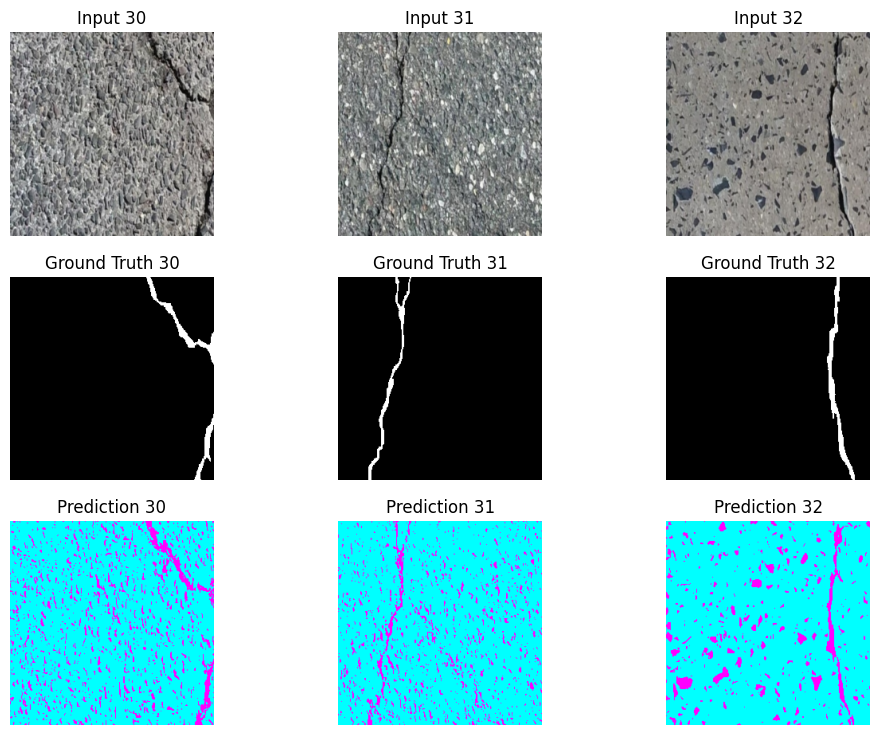 Input 30
Input 31
Input 32
Ground Truth 30
Ground Truth 31
Ground Truth 32
Prediction 30
Prediction 31
Prediction 32